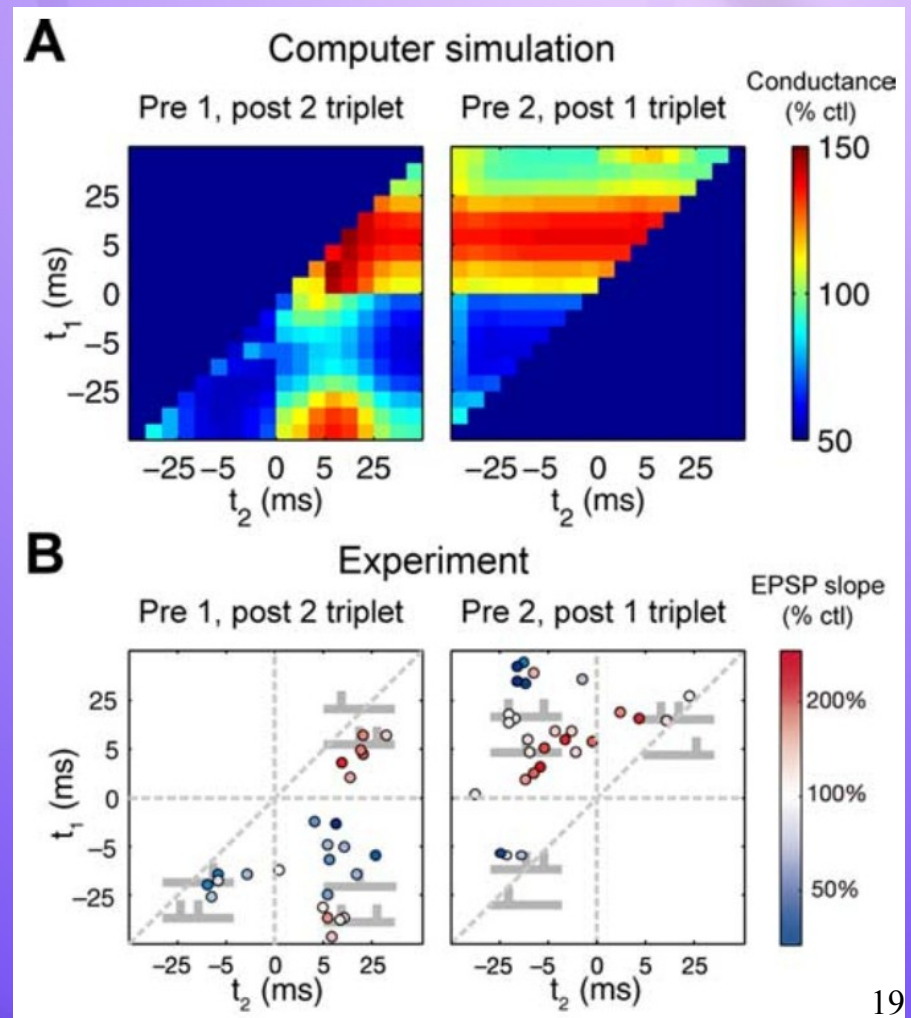 A
Computer simulation
Pre 1, post 2 triplet
Pre 2, post 1 triplet
Conductance
(% ctl)
150
100
50
t1 (ms)
25
5
0
−5
−25
−25 −5 0 5 25
t2 (ms)
−25 −5 0 5 25
t2 (ms)
B
Experiment
Pre 1, post 2 triplet
Pre 2, post 1 triplet
EPSP slope
(% ctl)
200%
100%
50%
t1 (ms)
25
5
0
−5
−25
−25 −5 0 5 25
t2 (ms)
−25 −5 0 5 25
t2 (ms)
19